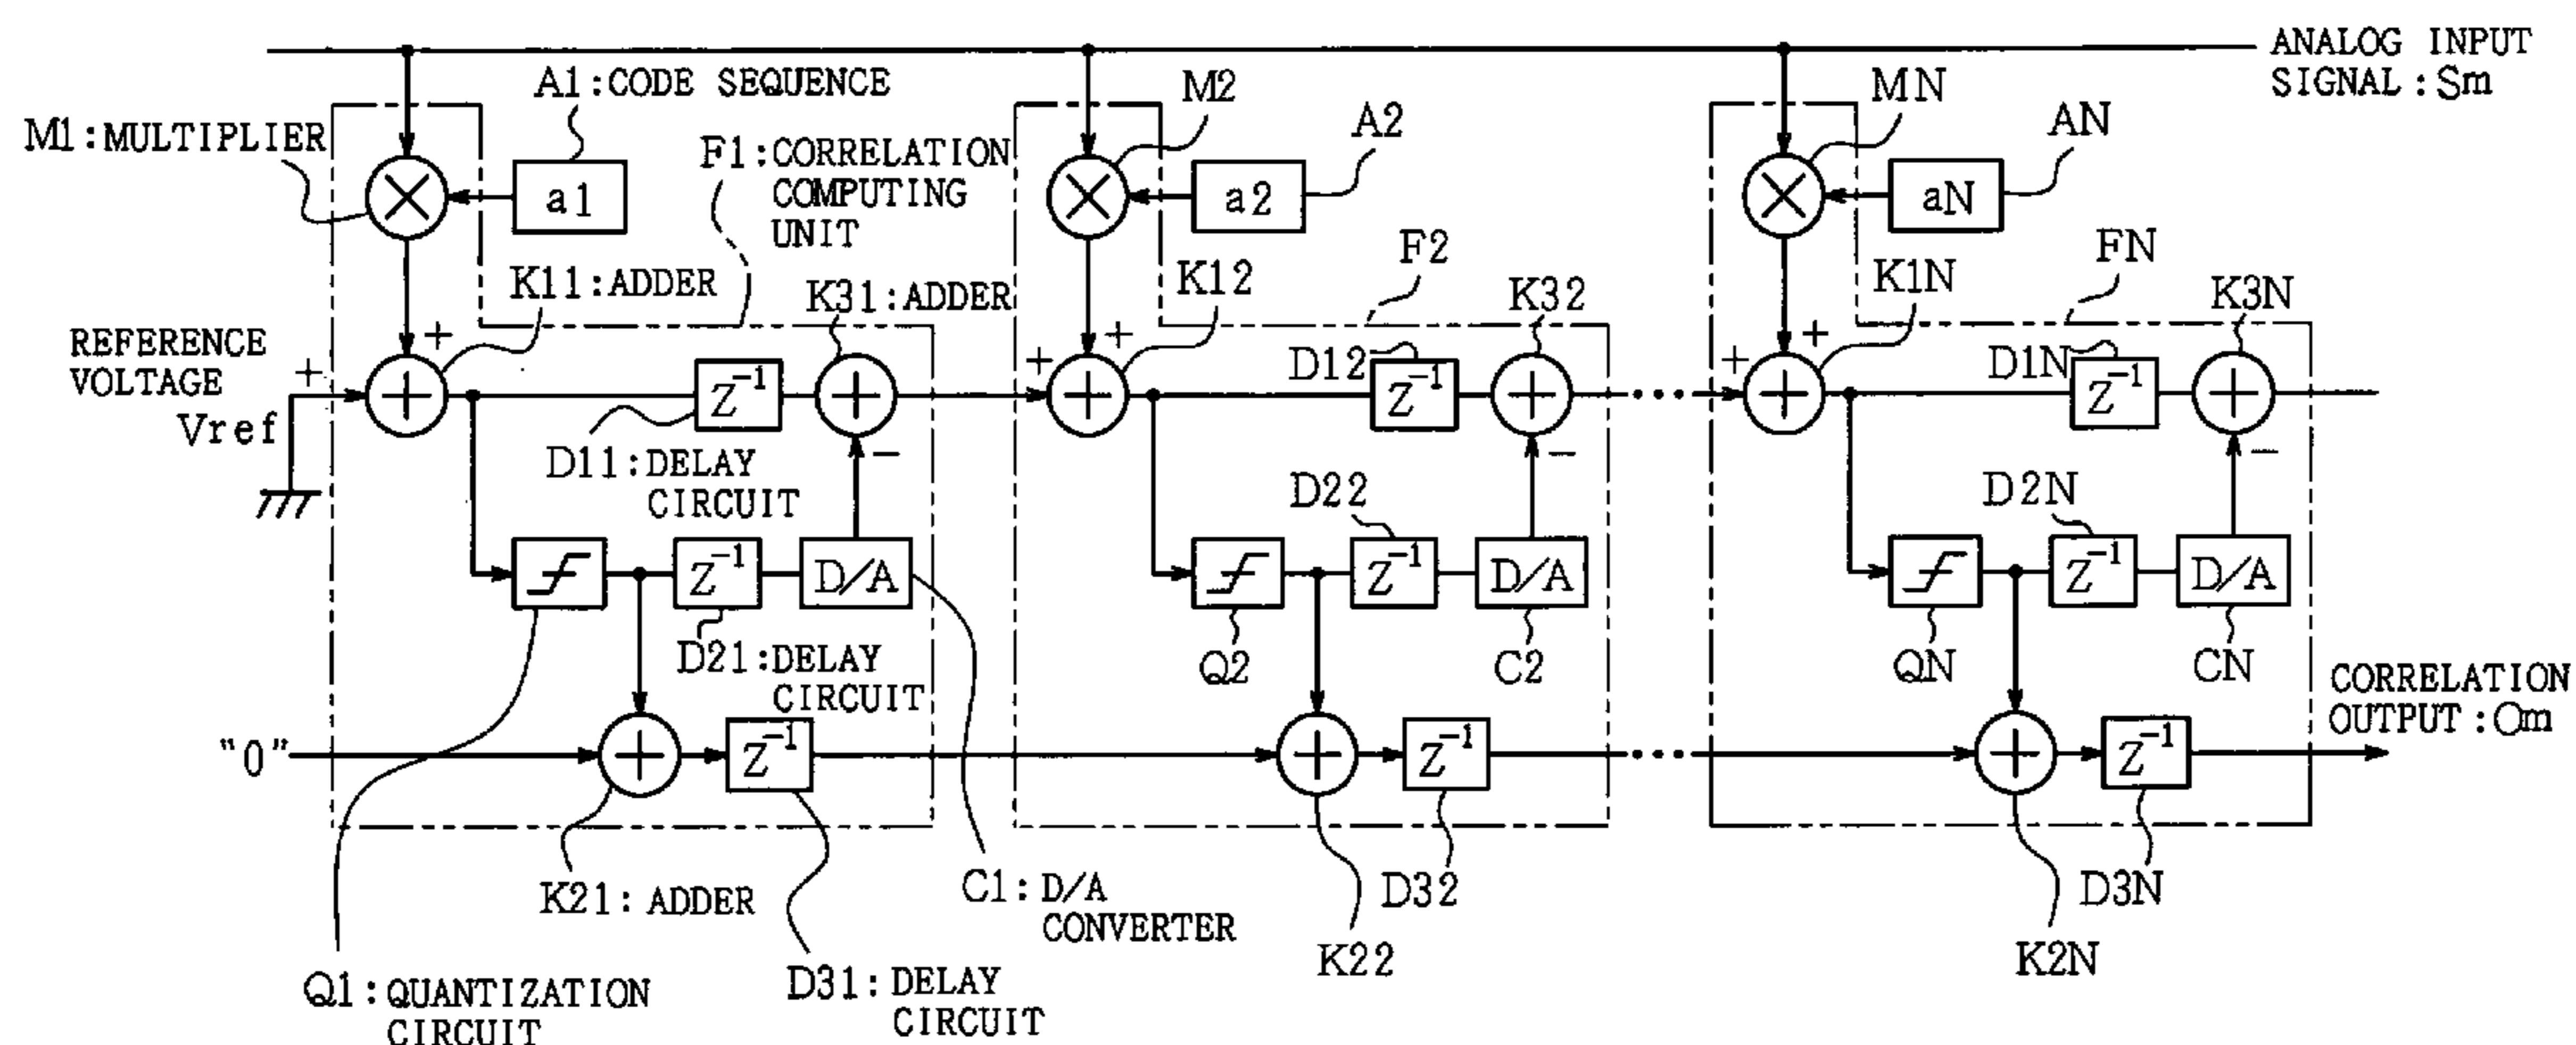 ANALOG INPUT
SIGNAL : Sm
A1 : CODE SEQUENCE
M2
MN
M1 : MULTIPLIER
A2
AN
F1 : CORRELATION
COMPUTING
UNIT
a1
a2
aN
F2
FN
K11 : ADDER
K31 : ADDER
K12
K32
K1N
K3N
REFERENCE
VOLTAGE
Vref
+
+
+
+
+
+
D12
D1N
Z⁻¹
Z⁻¹
Z⁻¹
+
+
+
+
+
+
D11 : DELAY
CIRCUIT
−
−
−
D22
D2N
Z⁻¹
D/A
Z⁻¹
D/A
Z⁻¹
D/A
D21 : DELAY
CIRCUIT
Q2
C2
QN
CN
CORRELATION
OUTPUT : Om
"0"
+
Z⁻¹
+
Z⁻¹
+
Z⁻¹
K21 : ADDER
C1 : D/A
CONVERTER
D32
D3N
K22
K2N
Q1 : QUANTIZATION
CIRCUIT
D31 : DELAY
CIRCUIT